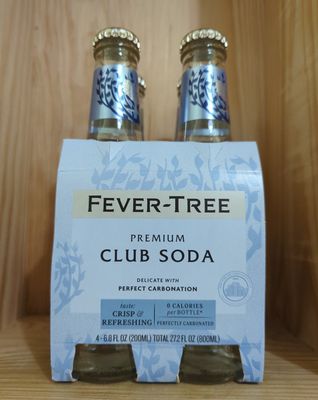 FEVER-TREE
PREMIUM
CLUB SODA
DELICATE WITH
PERFECT CARBONATION
taste:
CRISP &
REFRESHING
0 CALORIES
per BOTTLE*
PERFECTLY CARBONATED
4 - 6.8 FL OZ (200ML) TOTAL 27.2 FL OZ (800ML)